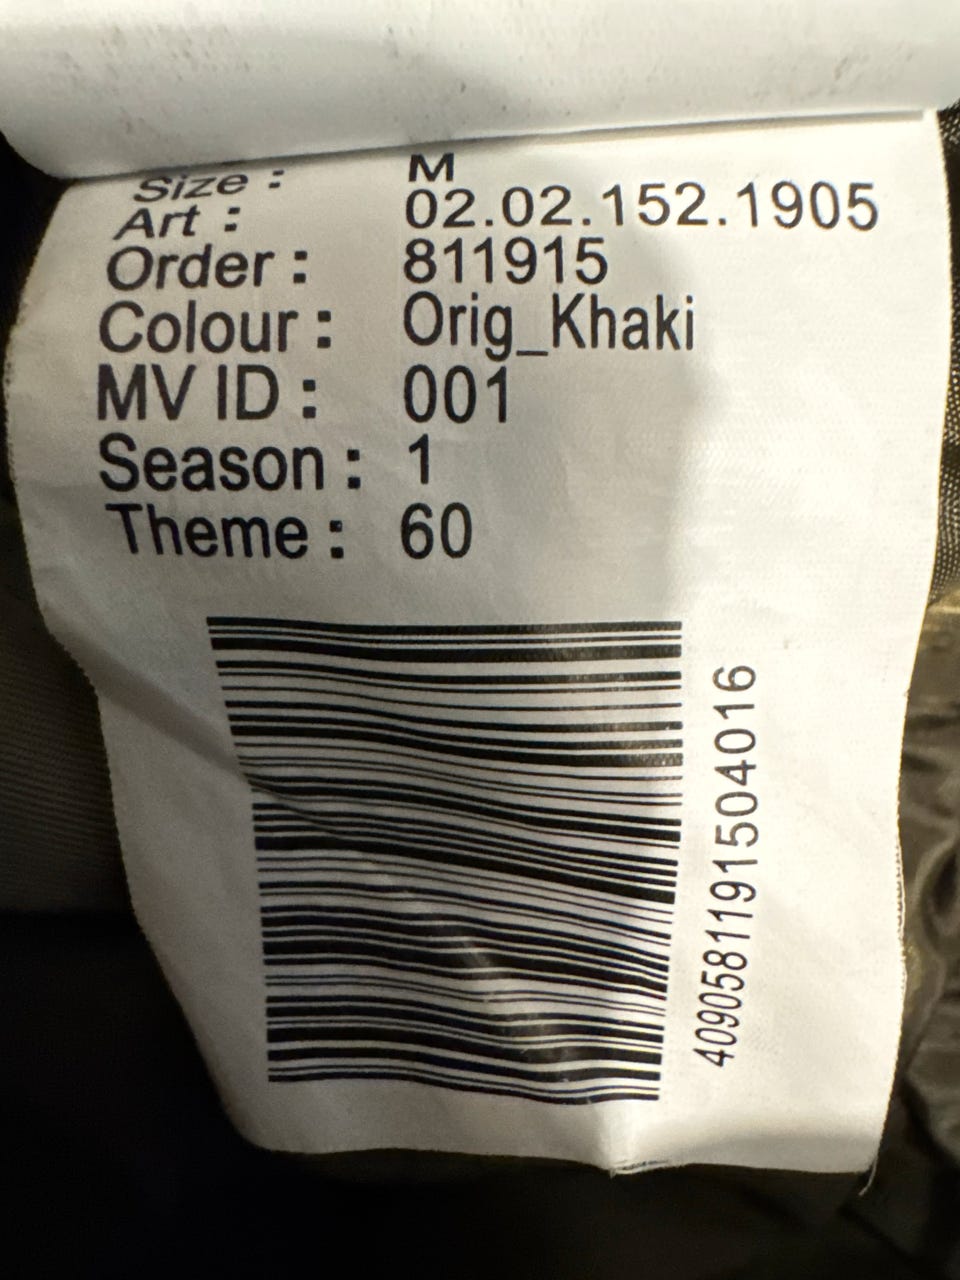 Size : M
Art : 02.02.152.1905
Order : 811915
Colour : Orig_Khaki
MV ID : 001
Season : 1
Theme : 60
4090581191504016